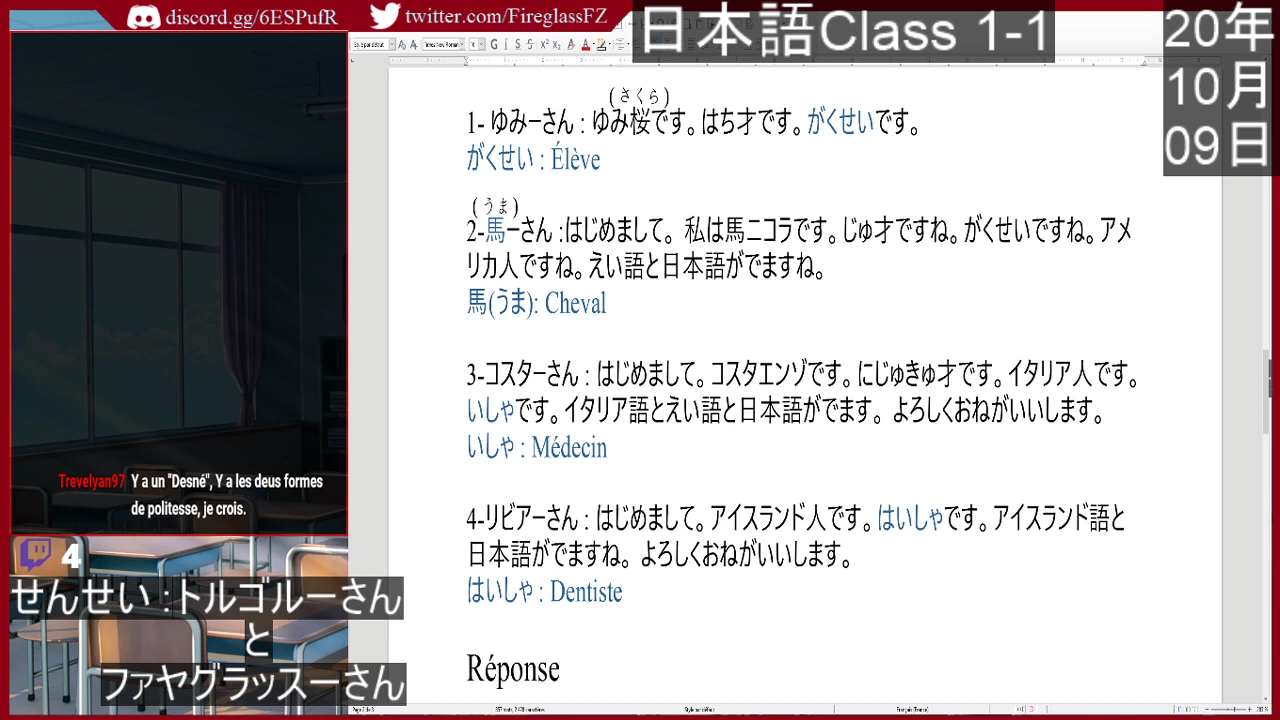 discord.gg/6ESPufR
twitter.com/FireglassFZ
日本語Class 1-1
20年
10月
09日
(さくら)
1- ゆみーさん : ゆみ桜です。はち才です。がくせいです。
がくせい : Élève
(うま)
2-馬ーさん :はじめまして。 私は馬ニコラです。じゅ才ですね。がくせいですね。アメ
リカ人ですね。えい語と日本語がでますね。
馬(うま): Cheval
3-コスターさん : はじめまして。コスタエンゾです。にじゅきゅ才です。イタリア人です。
いしゃです。イタリア語とえい語と日本語がでます。 よろしくおねがいいします。
いしゃ : Médecin
4-リビアーさん : はじめまして。アイスランド人です。はいしゃです。アイスランド語と
日本語がでますね。 よろしくおねがいいします。
はいしゃ : Dentiste
Réponse
Trevelyan97 Y a un "Desné", Y a les deus formes
de politesse, je crois.
4
せんせい :トルゴルーさん
と
ファヤグラッスーさん